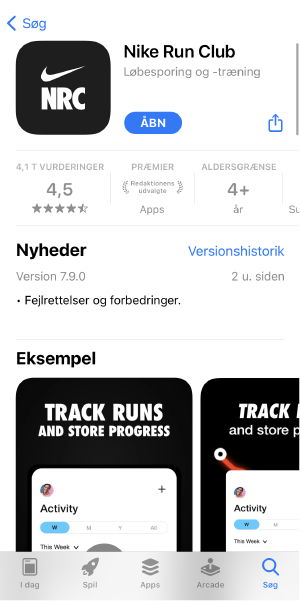 Søg
NRC
Nike Run Club
Løbesporing og -træning
ÅBN
4,1 T VURDERINGER
PRÆMIER
ALDERSGRÆNSE
4,5
Redaktionens
udvalgte
4+
Apps
år
Su
Nyheder
Versionshistorik
Version 7.9.0
2 u. siden
• Fejlrettelser og forbedringer.
Eksempel
TRACK RUNS
AND STORE PROGRESS
TRACK R
and store p
Activity
+
W
M
Y
All
This Week
Activity
I dag
Spil
Apps
Arcade
Søg